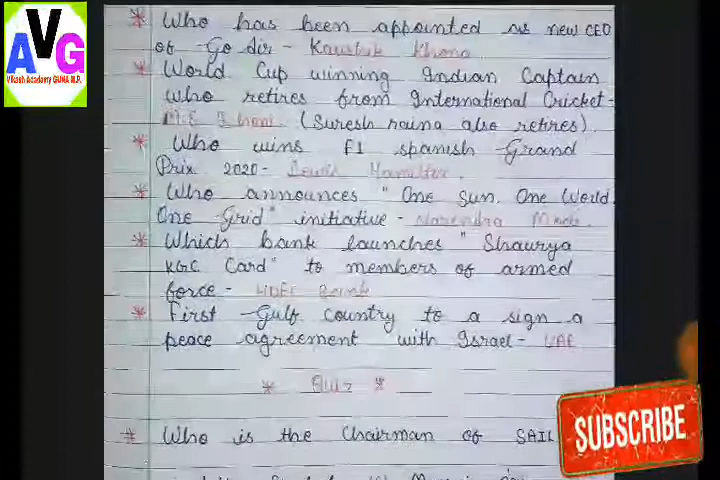 AVG
Vikash Academy GUNA M.P.
* Who has been appointed as new CEO
of Go Air - Kaushik Khona
* World Cup winning Indian Captain
who retires from International Cricket-
M.S Dhoni. (Suresh raina also retires).
* Who wins F1 spanish Grand
Prix 2020- Lewis Hamilton.
* Who announces "One Sun, One World,
One Grid" initiative - Narendra Modi.
* Which bank launches "Shaurya
KGC Card" to members of armed
force- HDFC Bank
* First Gulf country to a sign a
peace agreement with Israel- UAE
* Quiz *
* Who is the Chairman of SAIL
SUBSCRIBE